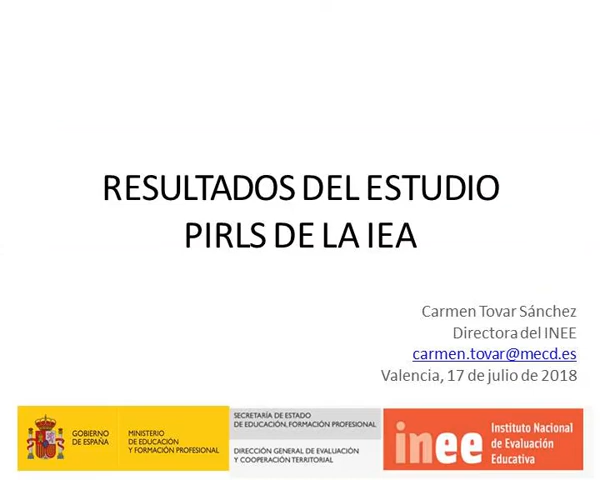 RESULTADOS DEL ESTUDIO
PIRLS DE LA IEA
Carmen Tovar Sánchez
Directora del INEE
carmen.tovar@mecd.es
Valencia, 17 de julio de 2018
GOBIERNO
DE ESPAÑA
MINISTERIO
DE EDUCACIÓN
Y FORMACIÓN PROFESIONAL
SECRETARÍA DE ESTADO
DE EDUCACIÓN, FORMACIÓN PROFESIONAL
DIRECCIÓN GENERAL DE EVALUACIÓN
Y COOPERACIÓN TERRITORIAL
inee
Instituto Nacional
de Evaluación
Educativa